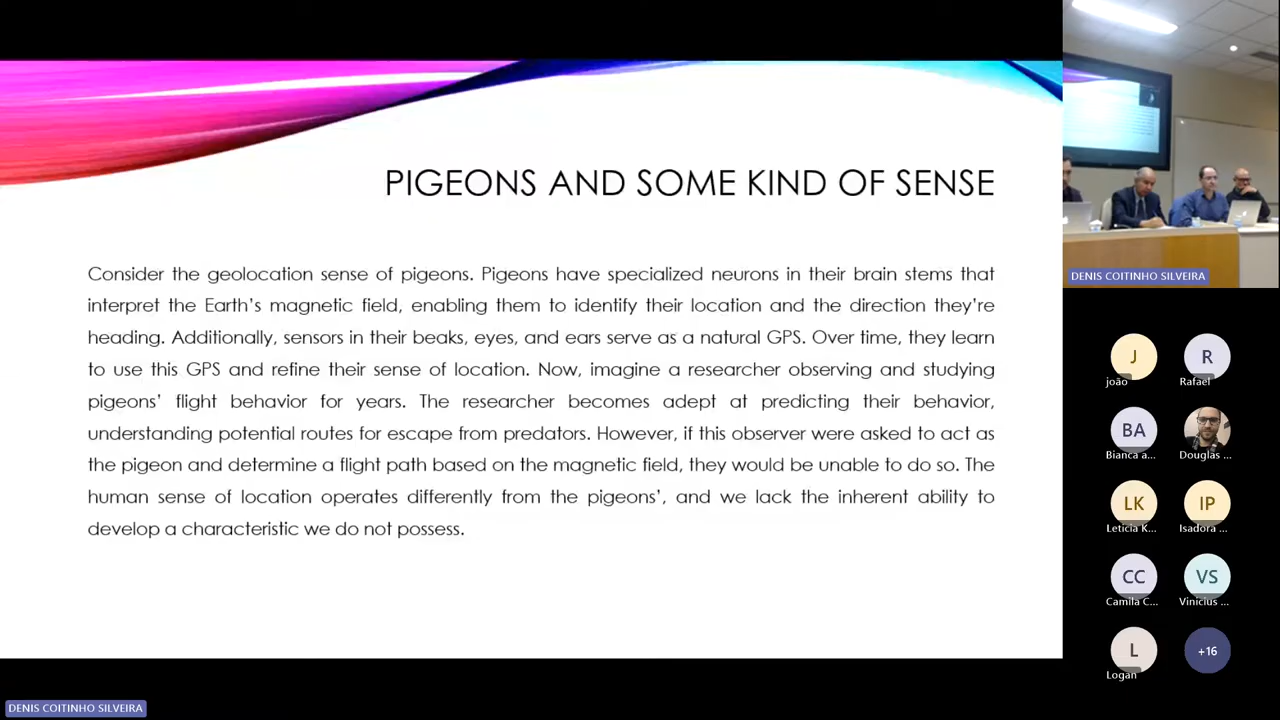 PIGEONS AND SOME KIND OF SENSE
Consider the geolocation sense of pigeons. Pigeons have specialized neurons in their brain stems that
interpret the Earth's magnetic field, enabling them to identify their location and the direction they're
heading. Additionally, sensors in their beaks, eyes, and ears serve as a natural GPS. Over time, they learn
to use this GPS and refine their sense of location. Now, imagine a researcher observing and studying
pigeons' flight behavior for years. The researcher becomes adept at predicting their behavior,
understanding potential routes for escape from predators. However, if this observer were asked to act as
the pigeon and determine a flight path based on the magnetic field, they would be unable to do so. The
human sense of location operates differently from the pigeons', and we lack the inherent ability to
develop a characteristic we do not possess.
DENIS COITINHO SILVEIRA
J
joão
R
Rafael
BA
Bianca a...
Douglas ...
LK
Leticia K...
IP
Isadora ...
CC
Camila C...
VS
Vinicius ...
L
Logan
+16
DENIS COITINHO SILVEIRA